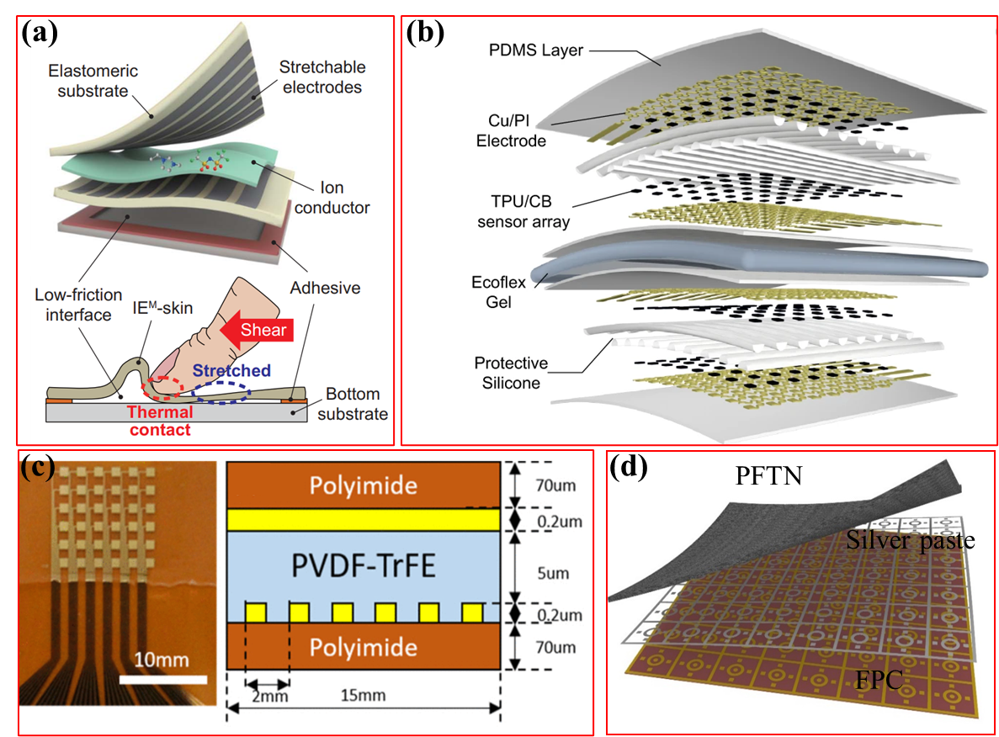 (a)
Elastomeric
substrate
Stretchable
electrodes
Ion
conductor
Low-friction
interface
IEᴹ-skin
Adhesive
Shear
Stretched
Thermal
contact
Bottom
substrate
(b)
PDMS Layer
Cu/PI
Electrode
TPU/CB
sensor array
Ecoflex
Gel
Protective
Silicone
(c)
10mm
Polyimide
70um
0.2um
PVDF-TrFE
5um
0.2um
Polyimide
70um
2mm
15mm
(d)
PFTN
Silver paste
FPC